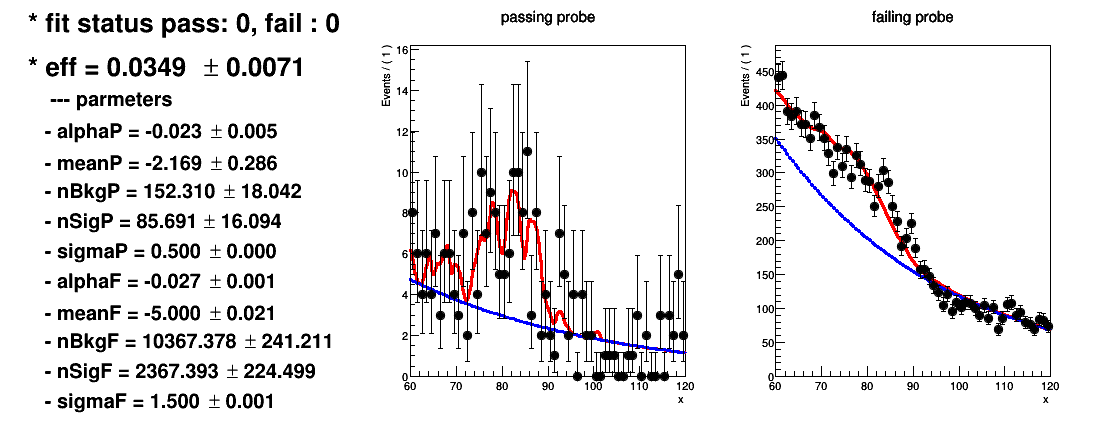 * fit status pass: 0, fail : 0
* eff = 0.0349 ± 0.0071
--- parmeters
- alphaP = -0.023 ± 0.005
- meanP = -2.169 ± 0.286
- nBkgP = 152.310 ± 18.042
- nSigP = 85.691 ± 16.094
- sigmaP = 0.500 ± 0.000
- alphaF = -0.027 ± 0.001
- meanF = -5.000 ± 0.021
- nBkgF = 10367.378 ± 241.211
- nSigF = 2367.393 ± 224.499
- sigmaF = 1.500 ± 0.001
passing probe
Events / ( 1 )
16
14
12
10
8
6
4
2
0
60 70 80 90 100 110 120
x
failing probe
Events / ( 1 )
450
400
350
300
250
200
150
100
50
0
60 70 80 90 100 110 120
x